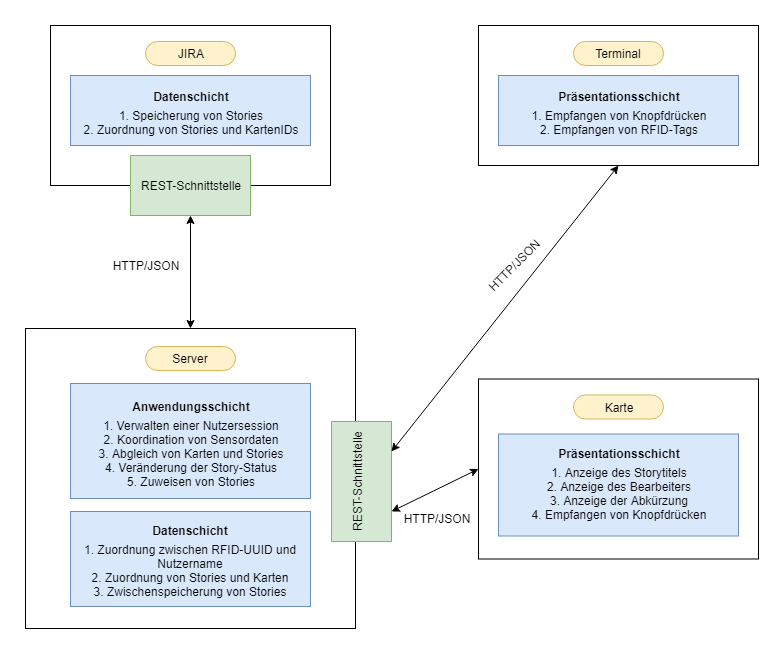 JIRA
Datenschicht
1. Speicherung von Stories
2. Zuordnung von Stories und KartenIDs
REST-Schnittstelle
HTTP/JSON
Terminal
Präsentationsschicht
1. Empfangen von Knopfdrücken
2. Empfangen von RFID-Tags
HTTP/JSON
Server
Anwendungsschicht
1. Verwalten einer Nutzersession
2. Koordination von Sensordaten
3. Abgleich von Karten und Stories
4. Veränderung der Story-Status
5. Zuweisen von Stories
Datenschicht
1. Zuordnung zwischen RFID-UUID und
Nutzername
2. Zuordnung von Stories und Karten
3. Zwischenspeicherung von Stories
REST-Schnittstelle
HTTP/JSON
Karte
Präsentationsschicht
1. Anzeige des Storytitels
2. Anzeige des Bearbeiters
3. Anzeige der Abkürzung
4. Empfangen von Knopfdrücken